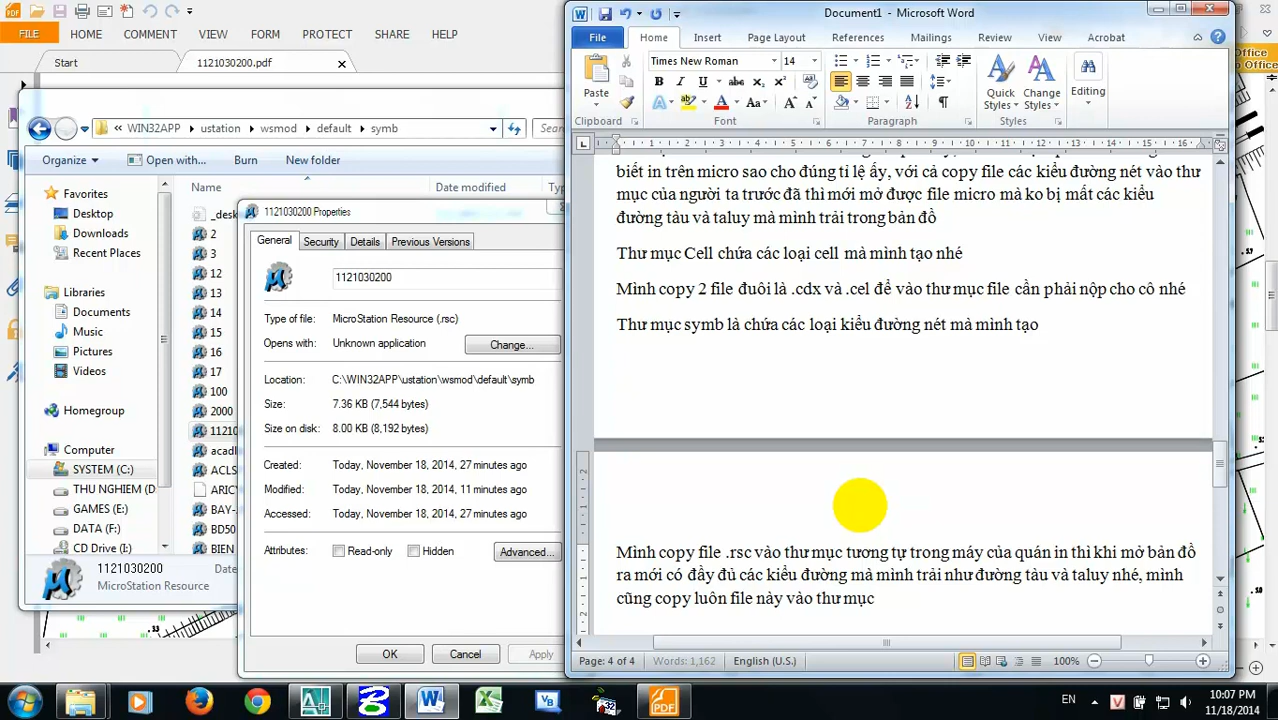 FILE HOME COMMENT VIEW FORM PROTECT SHARE HELP
Start 1121030200.pdf
WIN32APP ustation wsmod default symb
Organize Open with... Burn New folder
Favorites
Desktop
Downloads
Recent Places
Libraries
Documents
Music
Pictures
Videos
Homegroup
Computer
SYSTEM (C:)
THU NGHIEM (D
GAMES (E:)
DATA (F:)
CD Drive (I:)
Name Date modified
_desk
2
3
12
13
14
15
16
17
100
2000
11210
acadl
ACLS
ARIC
BAY-
BD50
BIEN
1121030200
MicroStation Resource
1121030200 Properties
General Security Details Previous Versions
1121030200
Type of file: MicroStation Resource (.rsc)
Opens with: Unknown application Change...
Location: C:\WIN32APP\ustation\wsmod\default\symb
Size: 7.36 KB (7,544 bytes)
Size on disk: 8.00 KB (8,192 bytes)
Created: Today, November 18, 2014, 27 minutes ago
Modified: Today, November 18, 2014, 11 minutes ago
Accessed: Today, November 18, 2014, 27 minutes ago
Attributes: Read-only Hidden Advanced...
OK Cancel Apply
Document1 - Microsoft Word
File Home Insert Page Layout References Mailings Review View Acrobat
Times New Roman 14
Paste Quick Styles Change Styles Editing
Clipboard Font Paragraph Styles
biết in trên micro sao cho đúng tỉ lệ ấy, với cả copy file các kiểu đường nét vào thư
mục của người ta trước đã thì mới mở được file micro mà ko bị mất các kiểu
đường tàu và taluy mà mình trải trong bản đồ
Thư mục Cell chứa các loại cell mà mình tạo nhé
Mình copy 2 file đuôi là .cdx và .cel để vào thư mục file cần phải nộp cho cô nhé
Thư mục symb là chứa các loại kiểu đường nét mà mình tạo
Mình copy file .rsc vào thư mục tương tự trong máy của quán in thì khi mở bản đồ
ra mới có đầy đủ các kiểu đường mà mình trải như đường tàu và taluy nhé, mình
cũng copy luôn file này vào thư mục
Page: 4 of 4 Words: 1,162 English (U.S.) 100%
EN 10:07 PM
11/18/2014